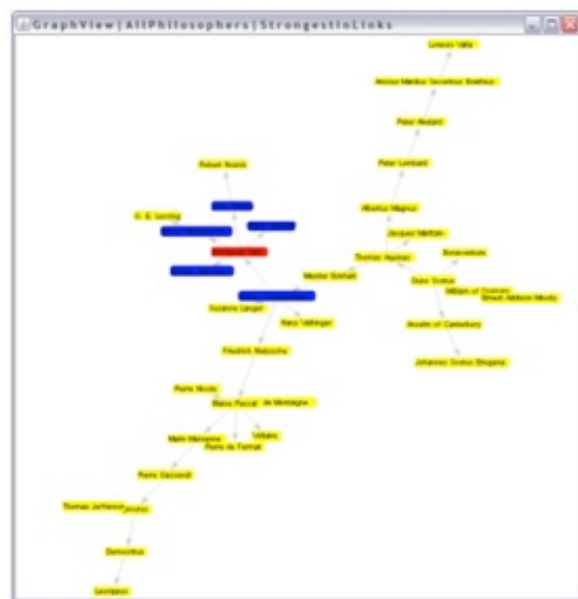 GraphView|AllPhilosophers|StrongestInLinks
Lorenzo Valla
Anicius Manlius Severinus Boethius
Peter Abelard
Peter Lombard
Robert Nozick
Albertus Magnus
G. E. Lessing
Jacques Maritain
Thomas Aquinas
Bonaventure
Meister Eckhart
Duns Scotus
William of Ockham
Ernest Addison Moody
Suzanne Langer
Hans Vaihinger
Anselm of Canterbury
Friedrich Nietzsche
Johannes Scotus Eriugena
Pierre Nicole
Blaise Pascal
de Montaigne
Voltaire
Marin Mersenne
Pierre de Fermat
Pierre Gassendi
Thomas Jefferson
Democritus
Leucippus